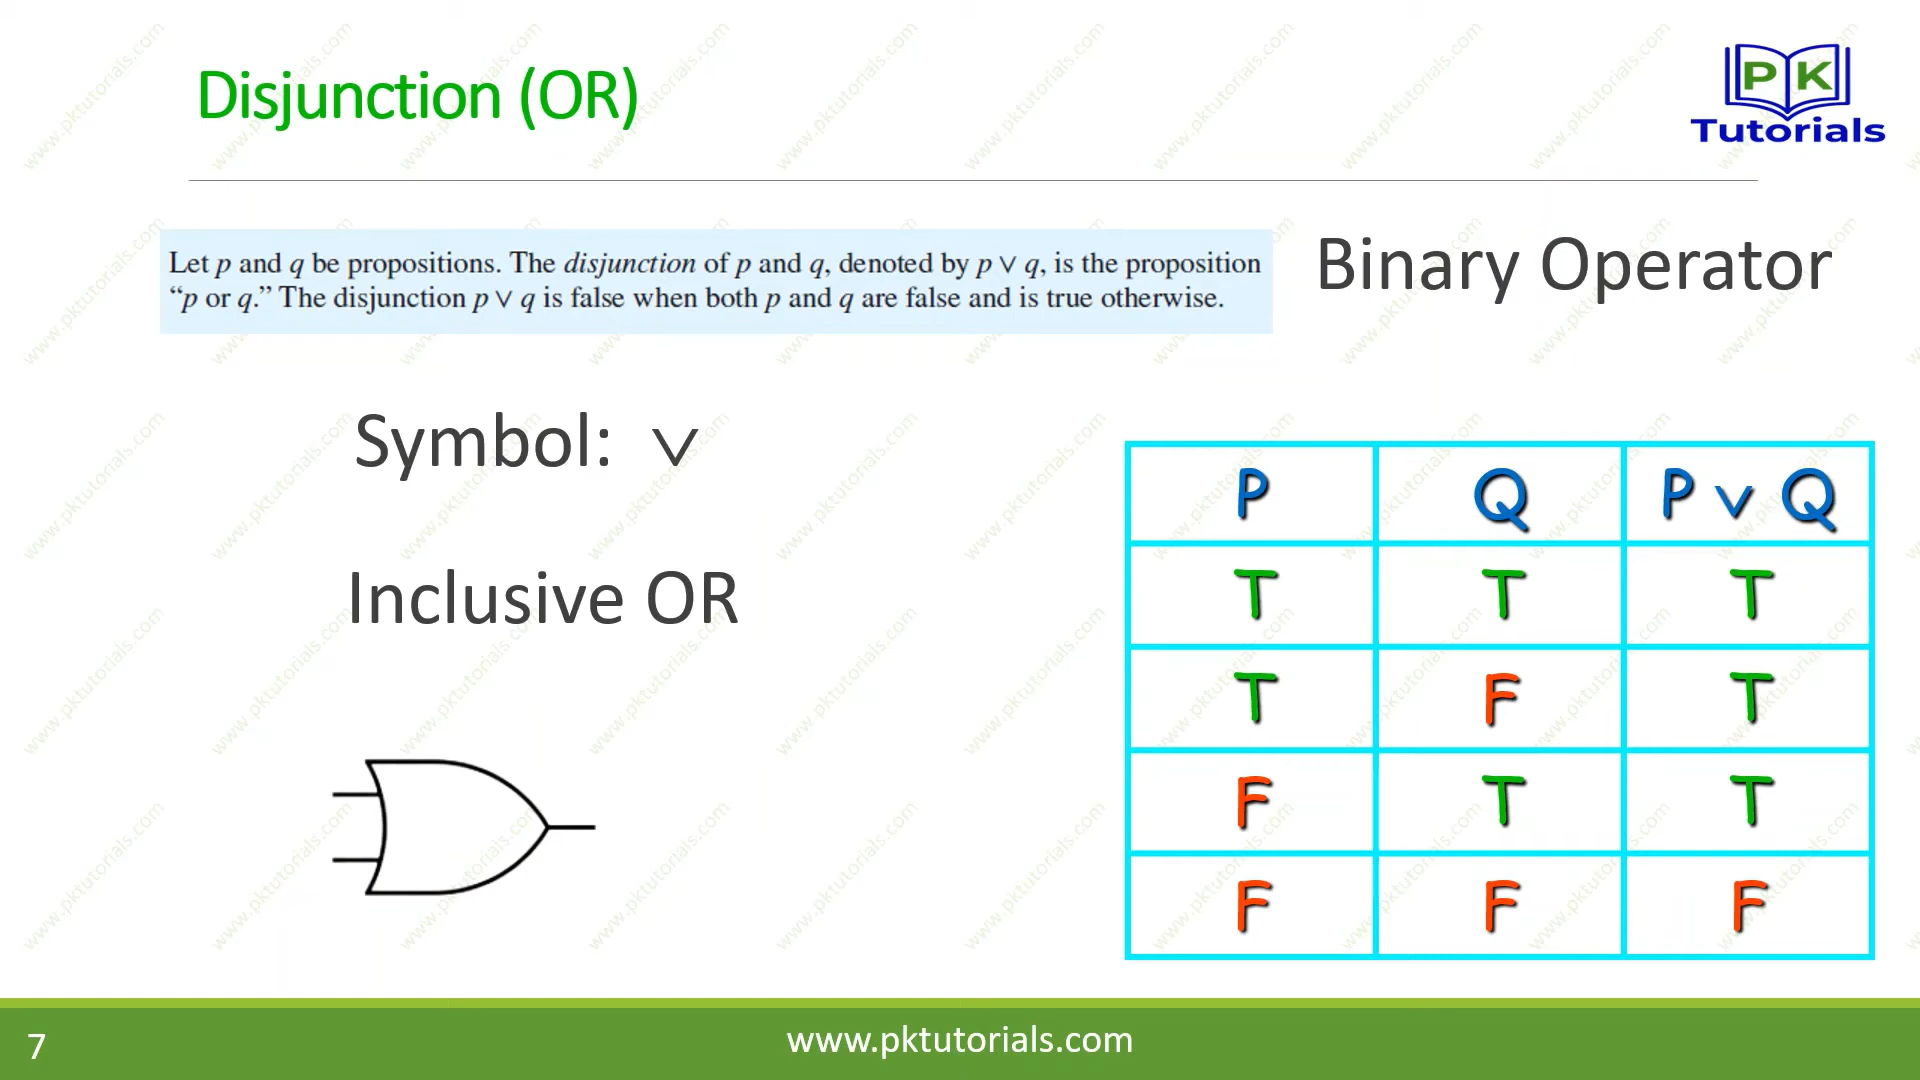 Disjunction (OR)
PK
Tutorials
Let p and q be propositions. The disjunction of p and q, denoted by p ∨ q, is the proposition
“p or q.” The disjunction p ∨ q is false when both p and q are false and is true otherwise.
Binary Operator
Symbol: ∨
Inclusive OR
P Q P ∨ Q
T T T
T F T
F T T
F F F
7
www.pktutorials.com